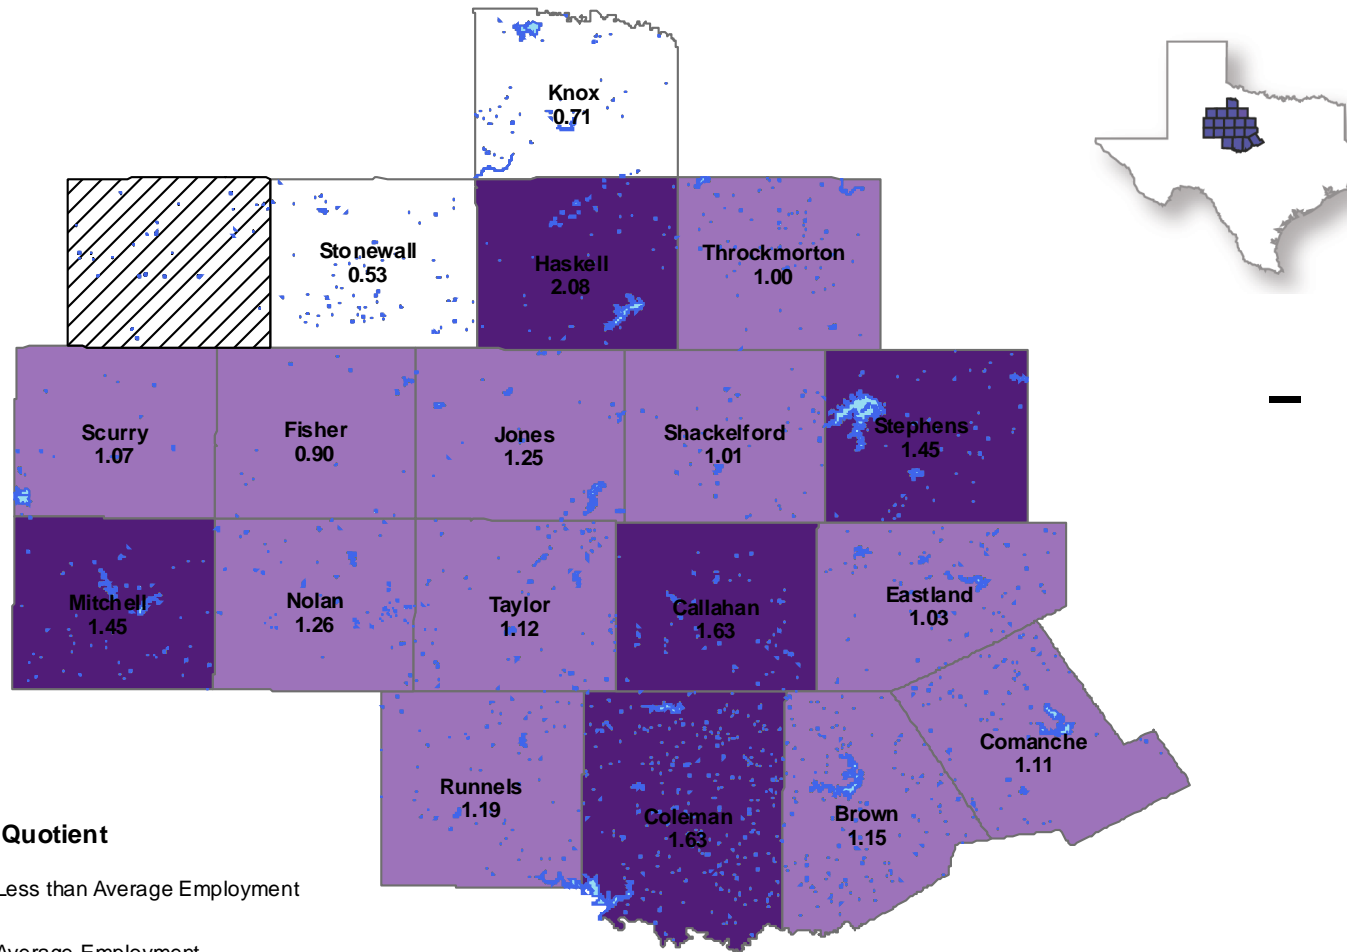 Knox
0.71
Stonewall
0.53
Haskell
2.08
Throckmorton
1.00
Scurry
1.07
Fisher
0.90
Jones
1.25
Shackelford
1.01
Stephens
1.45
Mitchell
1.45
Nolan
1.26
Taylor
1.12
Callahan
1.63
Eastland
1.03
Runnels
1.19
Coleman
1.63
Brown
1.15
Comanche
1.11
Quotient
Less than Average Employment
Average Employment